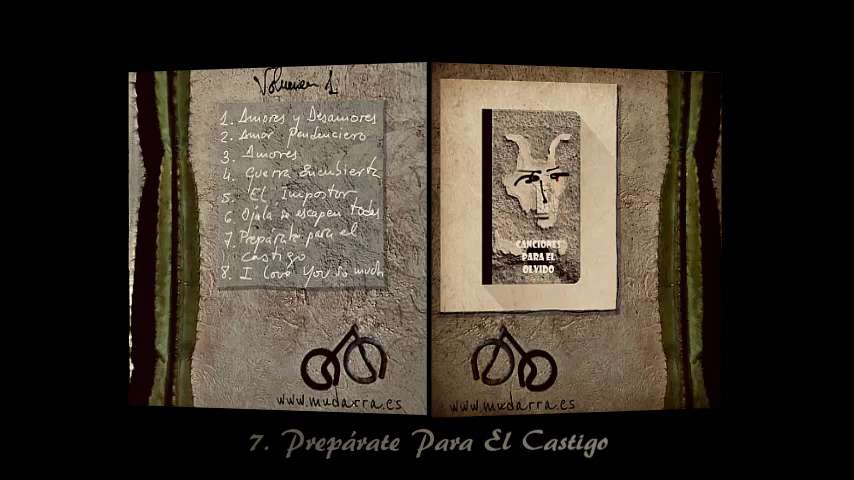 Volumen 1
1. Amores y Desamores
2. Amor pendenciero
3. Amores
4. Guerra Encubierta
5. El Impostor
6. Ojala se escapen todos
7. Prepárate para el
castigo
8. I love you so much
www.mudarra.es
CANCIONES
PARA EL
OLVIDO
www.mudarra.es
7. Prepárate Para El Castigo